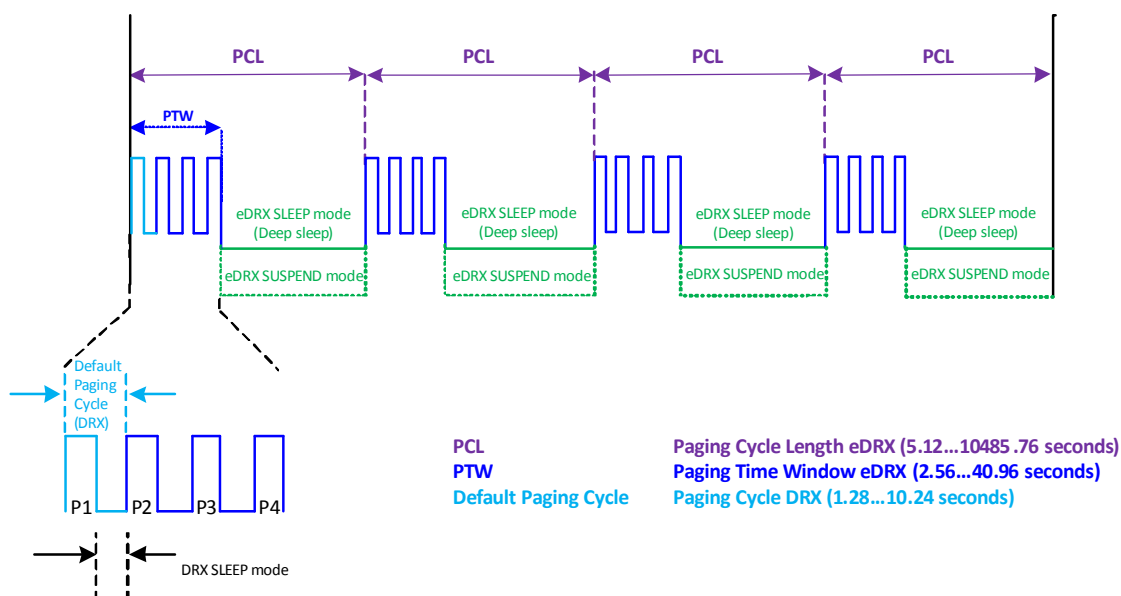 PCL
PCL
PCL
PCL
PTW
eDRX SLEEP mode
(Deep sleep)
eDRX SLEEP mode
(Deep sleep)
eDRX SLEEP mode
(Deep sleep)
eDRX SLEEP mode
(Deep sleep)
eDRX SUSPEND mode
eDRX SUSPEND mode
eDRX SUSPEND mode
eDRX SUSPEND mode
Default
Paging
Cycle
(DRX)
P1 P2 P3 P4
DRX SLEEP mode
PCL Paging Cycle Length eDRX (5.12...10485.76 seconds)
PTW Paging Time Window eDRX (2.56...40.96 seconds)
Default Paging Cycle Paging Cycle DRX (1.28...10.24 seconds)